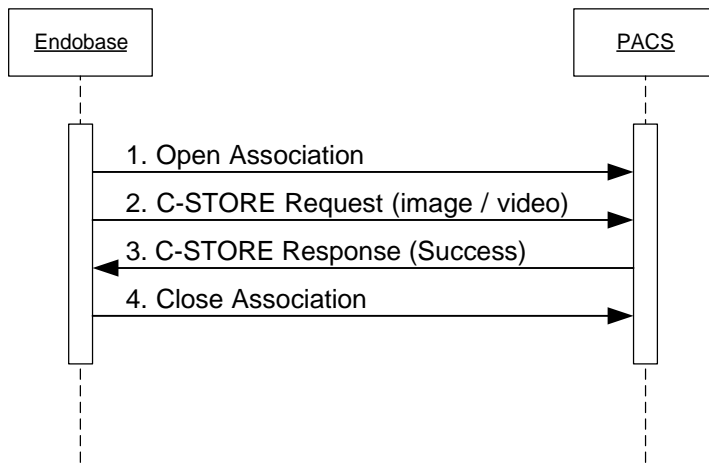 Endobase
PACS
1. Open Association
2. C-STORE Request (image / video)
3. C-STORE Response (Success)
4. Close Association